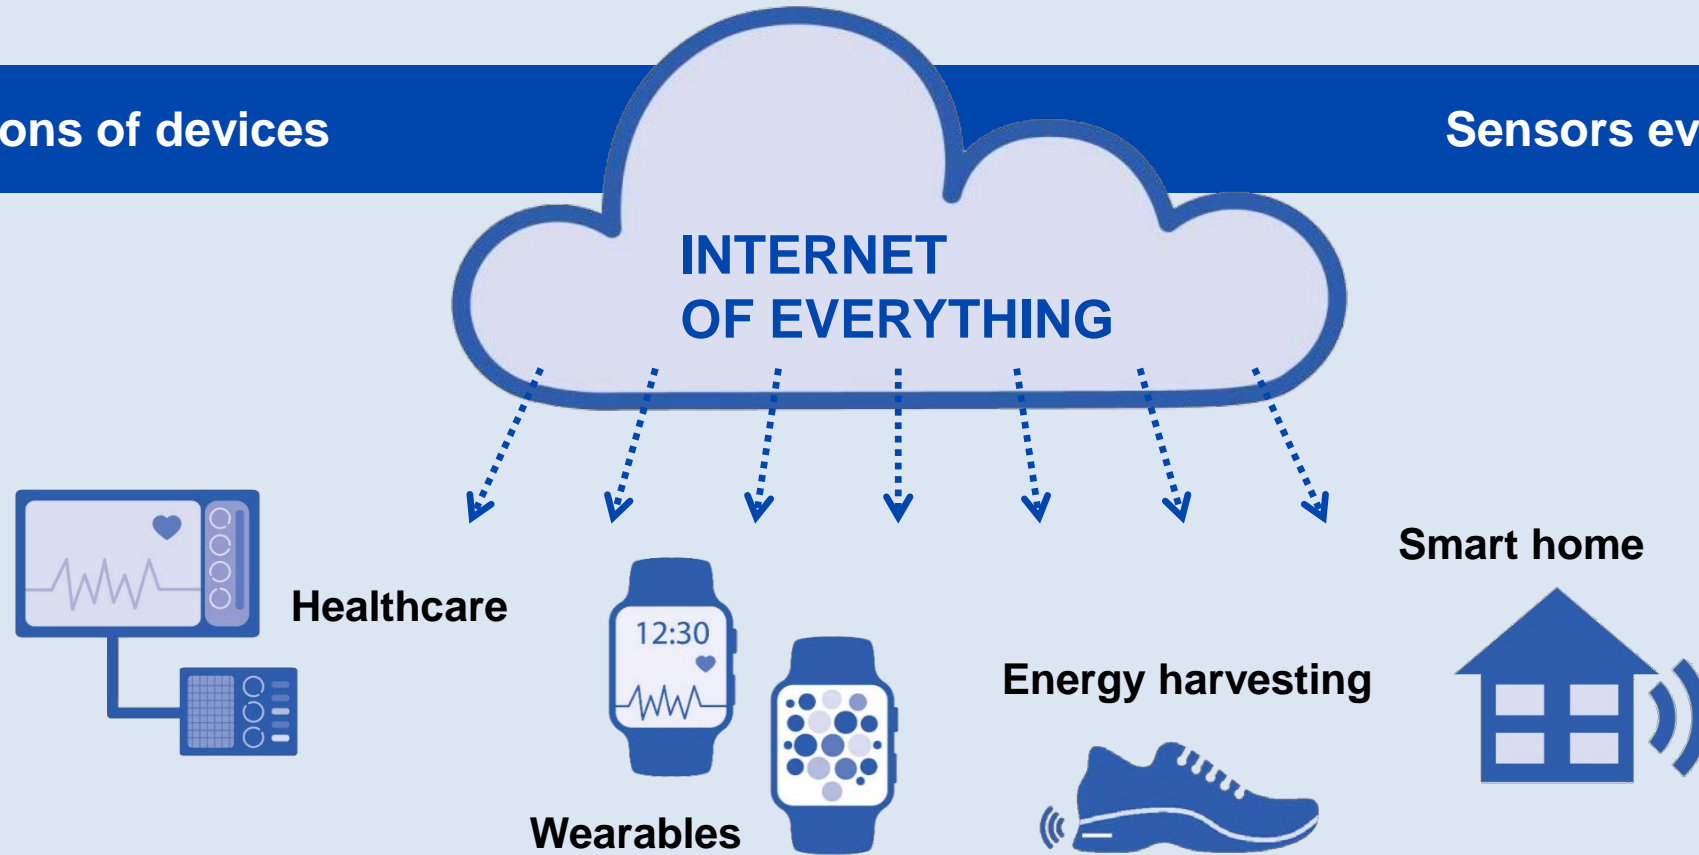 ons of devices
Sensors ev
INTERNET
OF EVERYTHING
Smart home
Healthcare
12:30
Energy harvesting
Wearables